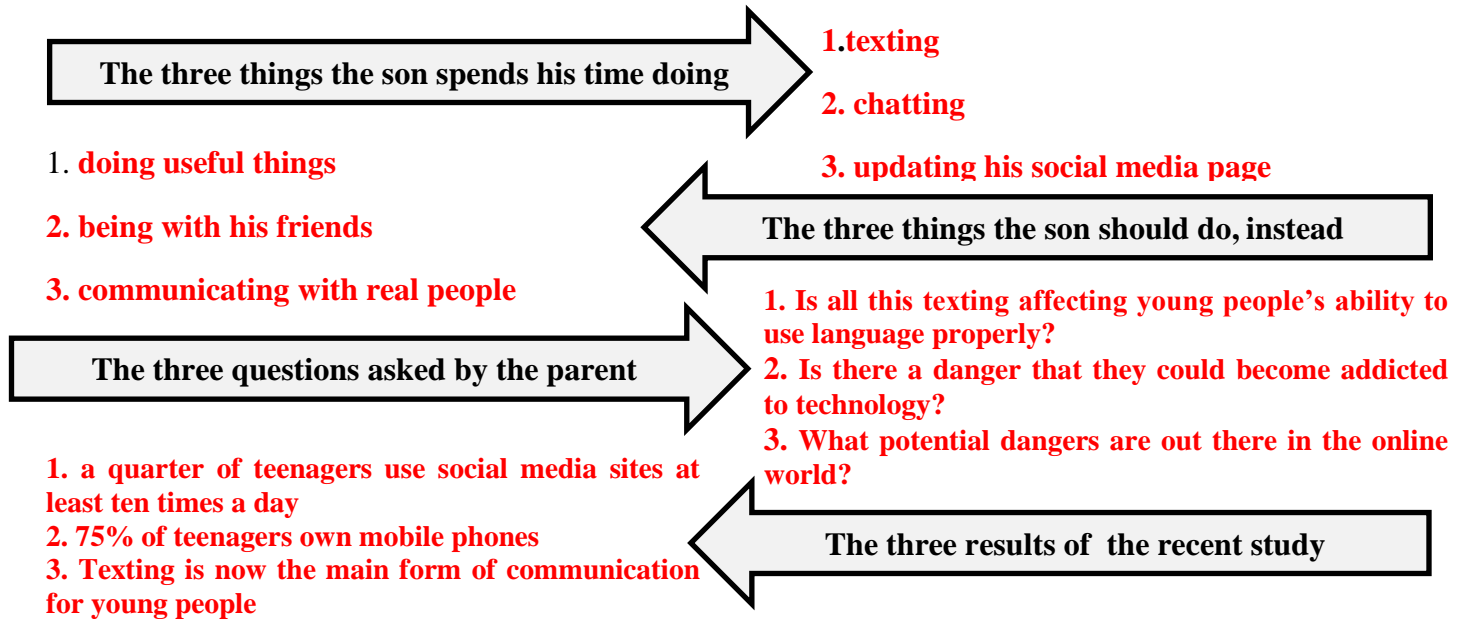 The three things the son spends his time doing
1.texting
2. chatting
3. updating his social media page
The three things the son should do, instead
1. doing useful things
2. being with his friends
3. communicating with real people
The three questions asked by the parent
1. Is all this texting affecting young people’s ability to
use language properly?
2. Is there a danger that they could become addicted
to technology?
3. What potential dangers are out there in the online
world?
The three results of the recent study
1. a quarter of teenagers use social media sites at
least ten times a day
2. 75% of teenagers own mobile phones
3. Texting is now the main form of communication
for young people